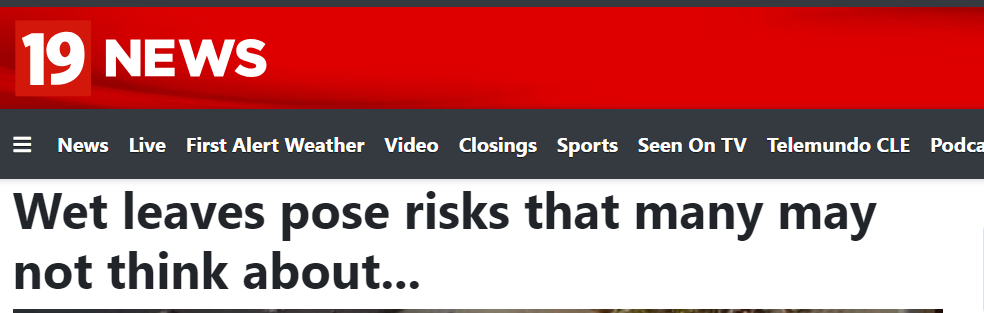 19 NEWS
News Live First Alert Weather Video Closings Sports Seen On TV Telemundo CLE Podca
Wet leaves pose risks that many may
not think about...